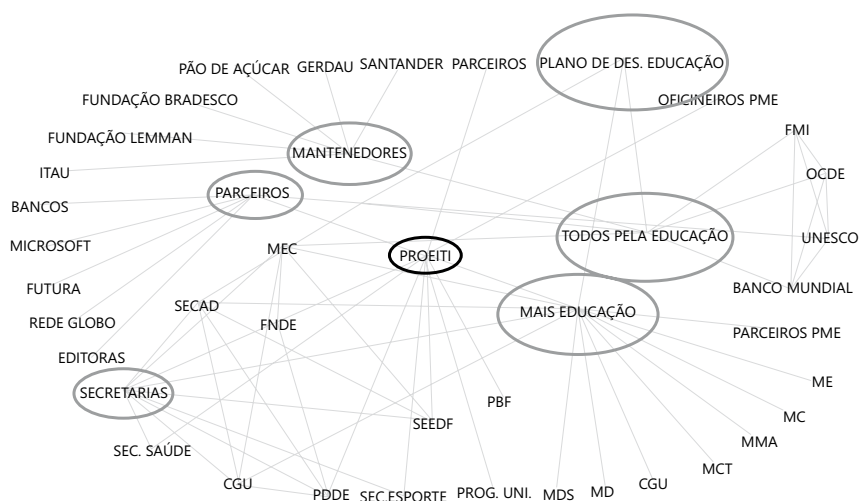 PLANO DE DES. EDUCAÇÃO
SANTANDER
PARCEIROS
GERDAU
PÃO DE AÇÚCAR
FUNDAÇÃO BRADESCO
OFICINEIROS PME
FUNDAÇÃO LEMMAN
FMI
MANTENEDORES
ITAU
OCDE
PARCEIROS
BANCOS
TODOS PELA EDUCAÇÃO
UNESCO
MICROSOFT
MEC
PROEITI
FUTURA
BANCO MUNDIAL
SECAD
MAIS EDUCAÇÃO
REDE GLOBO
FNDE
PARCEIROS PME
EDITORAS
ME
SECRETARIAS
PBF
MC
SEEDF
MMA
SEC. SAÚDE
MCT
CGU
CGU
PDDE
SEC.ESPORTE
PROG. UNI.
MDS
MD